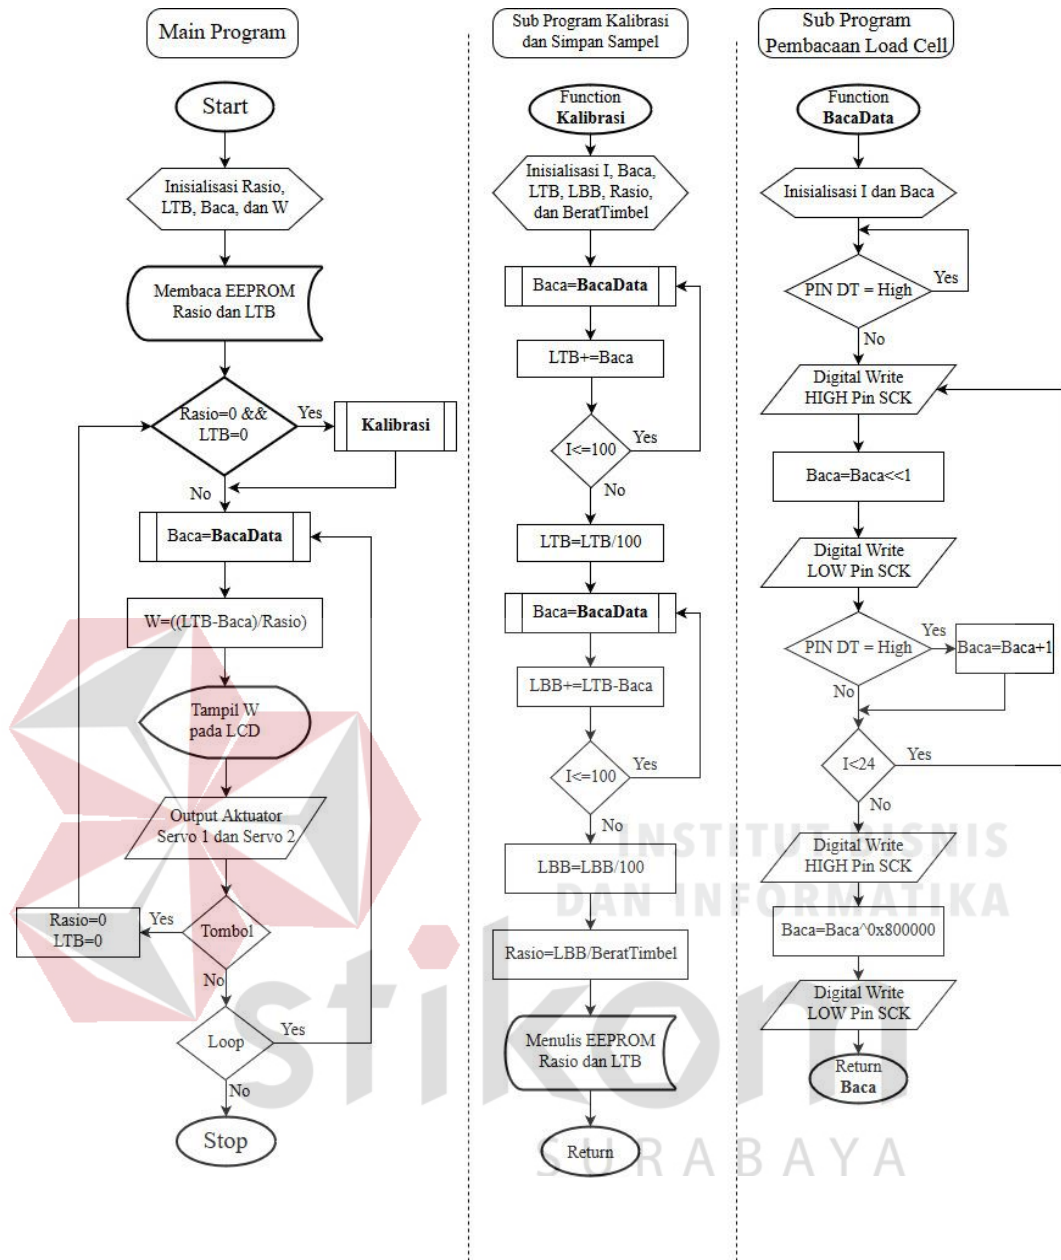 Main Program
Start
Inisialisasi Rasio,
LTB, Baca, dan W
Membaca EEPROM
Rasio dan LTB
Rasio=0 &&
LTB=0
Yes
Kalibrasi
No
Baca=BacaData
W=((LTB-Baca)/Rasio)
Tampil W
pada LCD
Output Aktuator
Servo 1 dan Servo 2
Tombol
Yes
Rasio=0
LTB=0
No
Loop
Yes
No
Stop
Sub Program Kalibrasi
dan Simpan Sampel
Function
Kalibrasi
Inisialisasi I, Baca,
LTB, LBB, Rasio,
dan BeratTimbel
Baca=BacaData
LTB+=Baca
I<=100
Yes
No
LTB=LTB/100
Baca=BacaData
LBB+=LTB-Baca
I<=100
Yes
No
LBB=LBB/100
Rasio=LBB/BeratTimbel
Menulis EEPROM
Rasio dan LTB
Return
Sub Program
Pembacaan Load Cell
Function
BacaData
Inisialisasi I dan Baca
PIN DT = High
Yes
No
Digital Write
HIGH Pin SCK
Baca=Baca<<1
Digital Write
LOW Pin SCK
PIN DT = High
Yes
Baca=Baca+1
No
I<24
Yes
No
Digital Write
HIGH Pin SCK
Baca=Baca^0x800000
Digital Write
LOW Pin SCK
Return
Baca
INSTITUT BISNIS
DAN INFORMATIKA
stikom
SURABAYA